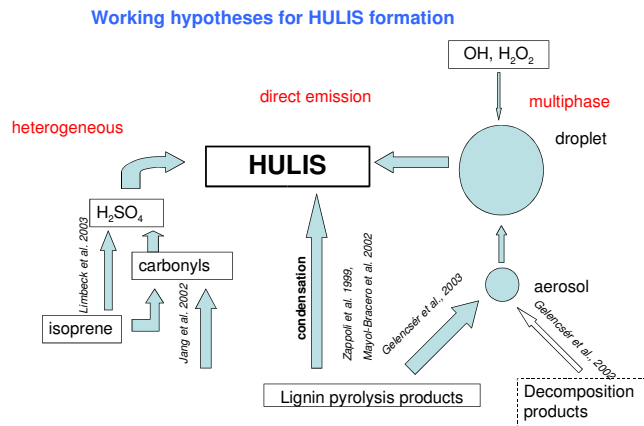 Working hypotheses for HULIS formation
OH, H₂O₂
direct emission
multiphase
heterogeneous
droplet
HULIS
H₂SO₄
Limbeck et al. 2003
carbonyls
isoprene
Jang et al. 2002
condensation
Zappoli et al. 1999,
Mayol-Bracero et al. 2002
Gelencsér et al., 2003
aerosol
Gelencsér et al., 2002
Lignin pyrolysis products
Decomposition
products